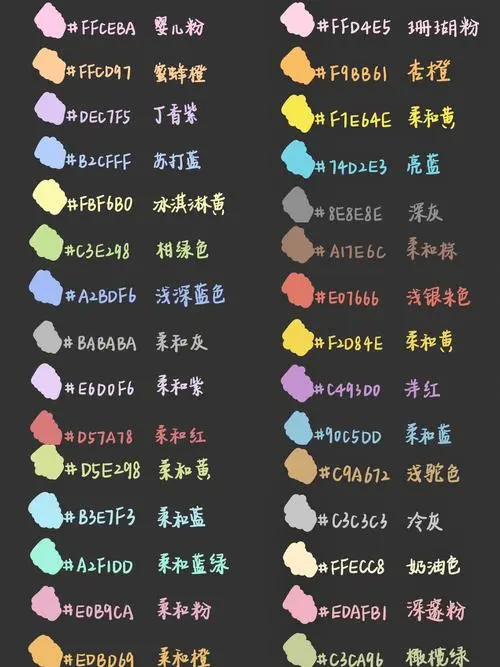 #FFCEBA 婴儿粉
#FFCD97 蜜蜂橙
#DEC7F5 丁香紫
#B2CFFF 苏打蓝
#FBF6B0 冰淇淋黄
#C3E298 柑绿色
#A2BDF6 浅深蓝色
#BABABA 柔和灰
#E6D0F6 柔和紫
#D57A78 柔和红
#D5E298 柔和黄
#B3E7F3 柔和蓝
#A2F1DD 柔和蓝绿
#E0B9CA 柔和粉
#EDBD69 柔和橙
#FFD4E5 珊瑚粉
#F9BB61 杏橙
#F1E64E 柔和黄
#74D2E3 亮蓝
#8E8E8E 深灰
#A17E6C 柔和棕
#E07666 浅银朱色
#F2D84E 柔和黄
#C493D0 洋红
#90C5DD 柔和蓝
#C9A672 浅驼色
#C3C3C3 冷灰
#FFECC8 奶油色
#EDAFB1 深邃粉
#C3CA96 橄榄绿